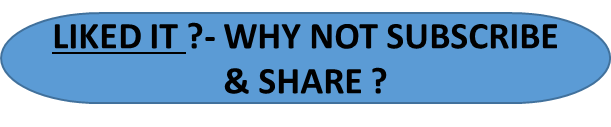 LIKED IT ?- WHY NOT SUBSCRIBE
& SHARE ?